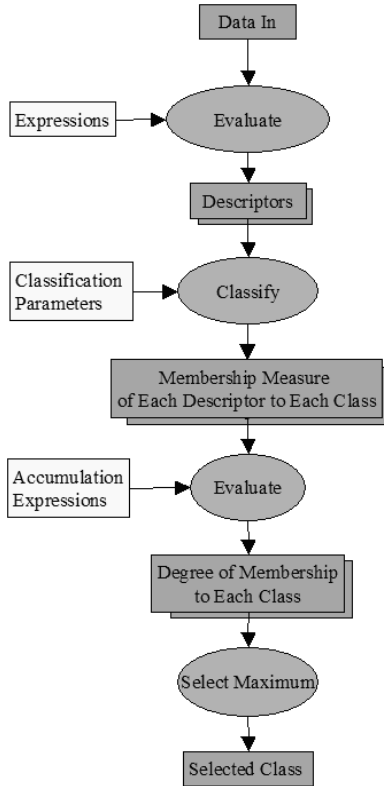 Data In
Expressions
Evaluate
Descriptors
Classification
Parameters
Classify
Membership Measure
of Each Descriptor to Each Class
Accumulation
Expressions
Evaluate
Degree of Membership
to Each Class
Select Maximum
Selected Class